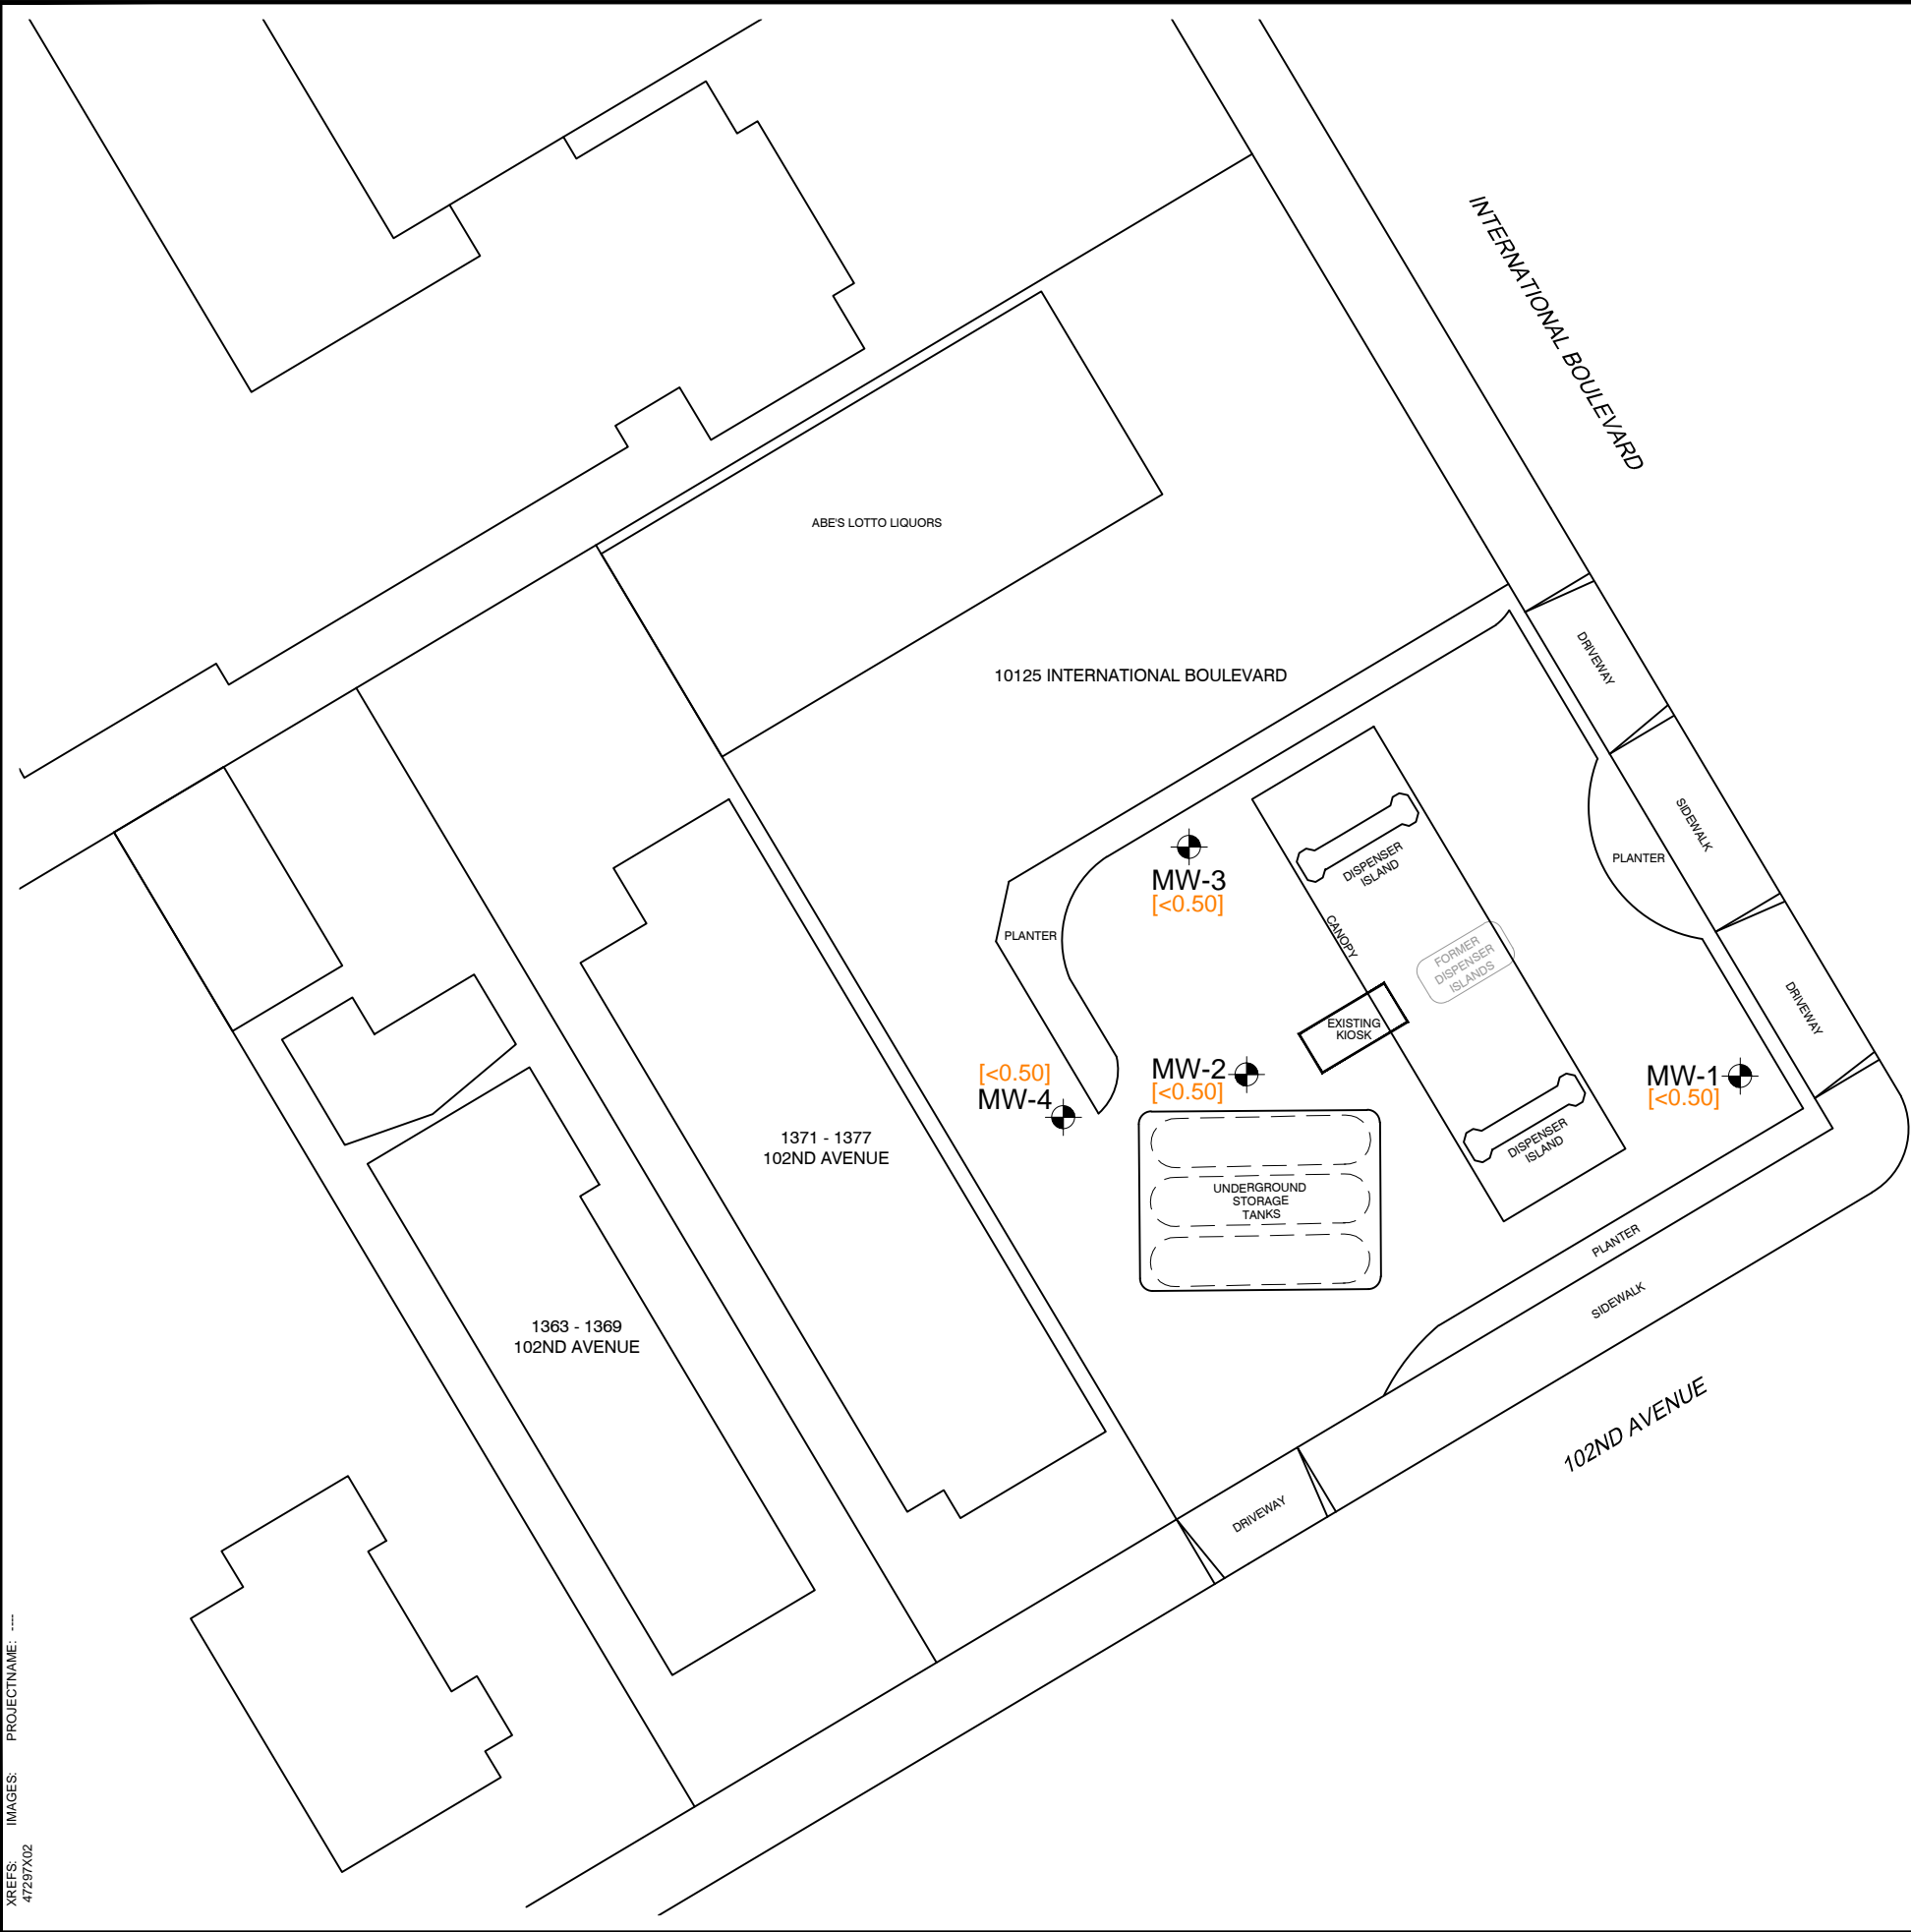 INTERNATIONAL BOULEVARD
ABE'S LOTTO LIQUORS
10125 INTERNATIONAL BOULEVARD
DRIVEWAY
SIDEWALK
PLANTER
DRIVEWAY
DISPENSER
ISLAND
CANOPY
FORMER
DISPENSER
ISLANDS
MW-3
[<0.50]
PLANTER
EXISTING
KIOSK
[<0.50]
MW-4
MW-2
[<0.50]
MW-1
[<0.50]
DISPENSER
ISLAND
1371 - 1377
102ND AVENUE
UNDERGROUND
STORAGE
TANKS
PLANTER
SIDEWALK
1363 - 1369
102ND AVENUE
102ND AVENUE
DRIVEWAY
XREFS:
47297X02
IMAGES:
PROJECTNAME: ----